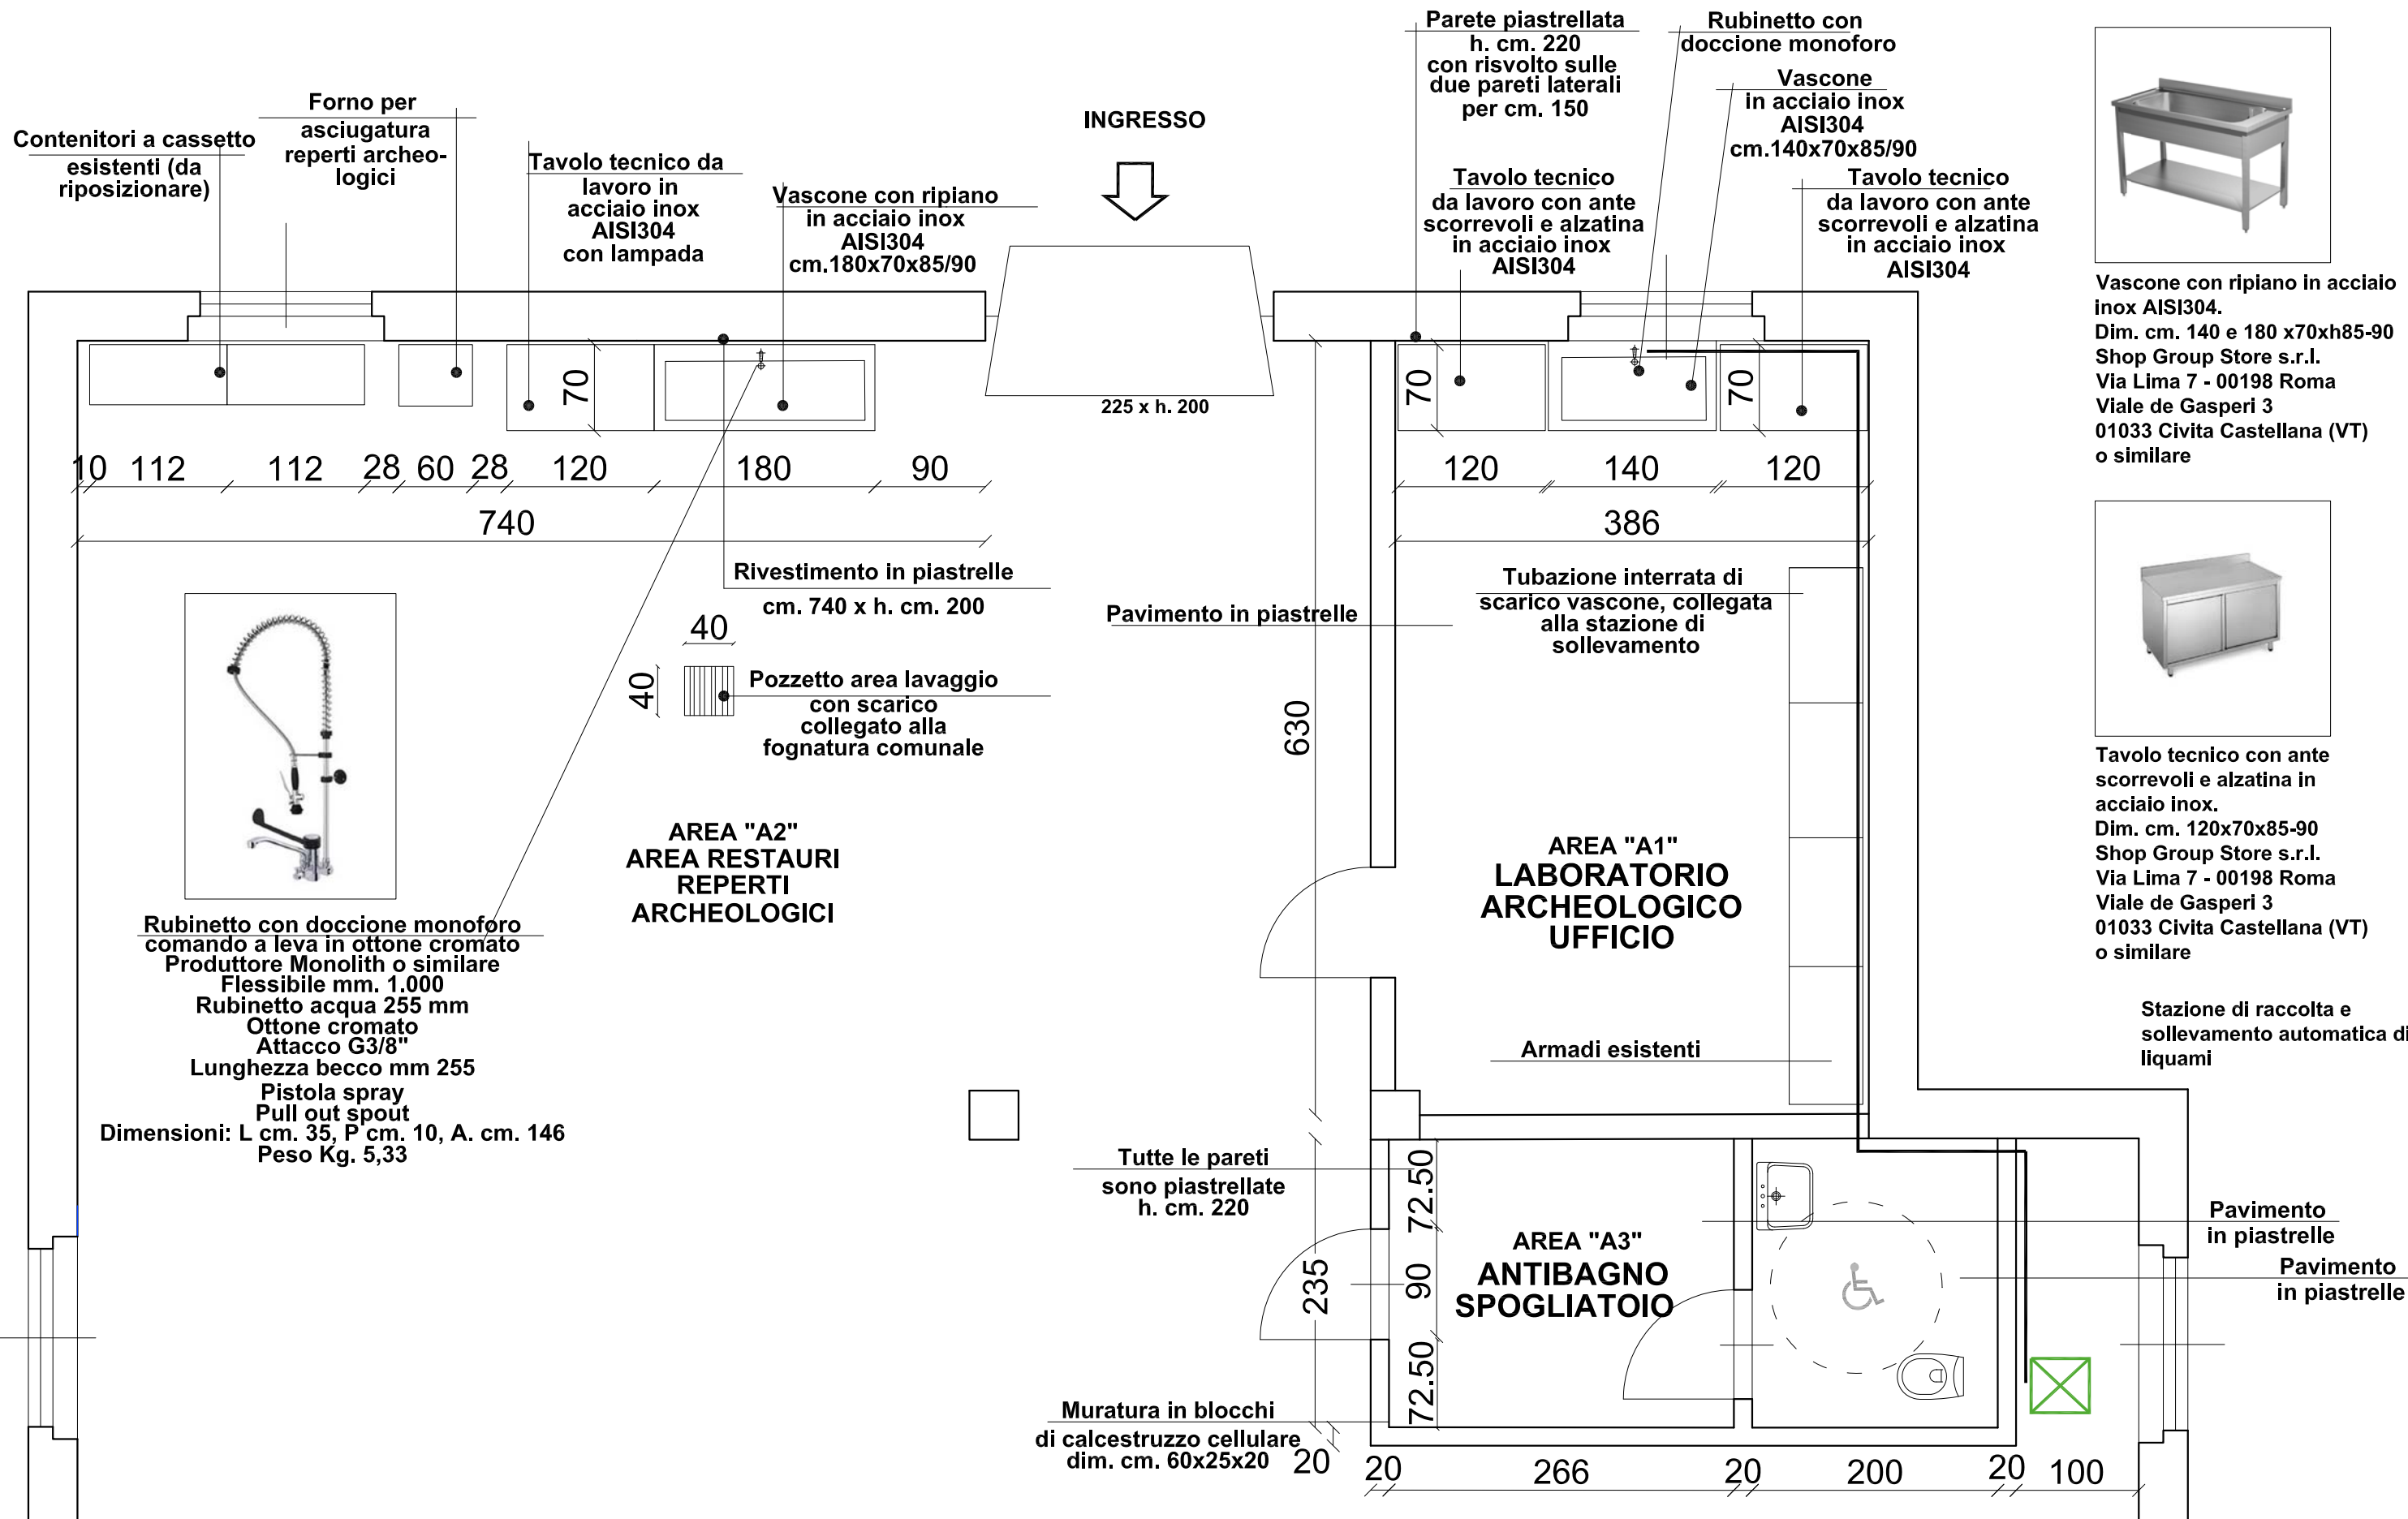 Contenitori a cassetto
esistenti (da
riposizionare)
Forno per
asciugatura
reperti archeo-
logici
Tavolo tecnico da
lavoro in
acciaio inox
AISI304
con lampada
Vascone con ripiano
in acciaio inox
AISI304
cm.180x70x85/90
INGRESSO
225 x h. 200
Parete piastrellata
h. cm. 220
con risvolto sulle
due pareti laterali
per cm. 150
Rubinetto con
doccione monoforo
Vascone
in acciaio inox
AISI304
cm.140x70x85/90
Tavolo tecnico
da lavoro con ante
scorrevoli e alzatina
in acciaio inox
AISI304
Tavolo tecnico
da lavoro con ante
scorrevoli e alzatina
in acciaio inox
AISI304
Vascone con ripiano in acciaio
inox AISI304.
Dim. cm. 140 e 180 x70xh85-90
Shop Group Store s.r.l.
Via Lima 7 - 00198 Roma
Viale de Gasperi 3
01033 Civita Castellana (VT)
o similare
70
70
70
10 112 112 28 60 28 120 180 90
740
120 140 120
386
Rivestimento in piastrelle
cm. 740 x h. cm. 200
40
40
Pozzetto area lavaggio
con scarico
collegato alla
fognatura comunale
Pavimento in piastrelle
630
Tubazione interrata di
scarico vascone, collegata
alla stazione di
sollevamento
AREA "A2"
AREA RESTAURI
REPERTI
ARCHEOLOGICI
AREA "A1"
LABORATORIO
ARCHEOLOGICO
UFFICIO
Armadi esistenti
Tavolo tecnico con ante
scorrevoli e alzatina in
acciaio inox.
Dim. cm. 120x70x85-90
Shop Group Store s.r.l.
Via Lima 7 - 00198 Roma
Viale de Gasperi 3
01033 Civita Castellana (VT)
o similare
Stazione di raccolta e
sollevamento automatica di
liquami
Rubinetto con doccione monoforo
comando a leva in ottone cromato
Produttore Monolith o similare
Flessibile mm. 1.000
Rubinetto acqua 255 mm
Ottone cromato
Attacco G3/8"
Lunghezza becco mm 255
Pistola spray
Pull out spout
Dimensioni: L cm. 35, P cm. 10, A. cm. 146
Peso Kg. 5,33
Tutte le pareti
sono piastrellate
h. cm. 220
235
72.50
90
72.50
AREA "A3"
ANTIBAGNO
SPOGLIATOIO
Pavimento
in piastrelle
Pavimento
in piastrelle
Muratura in blocchi
di calcestruzzo cellulare
dim. cm. 60x25x20
20
20 266 20 200 20 100